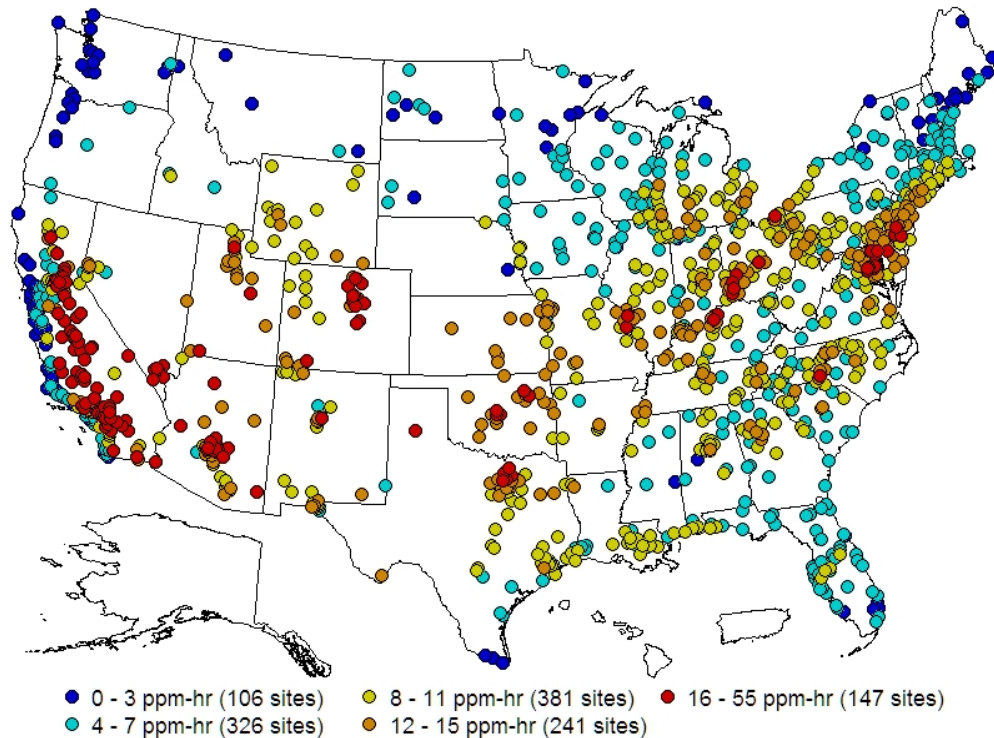 0 - 3 ppm-hr (106 sites) 8 - 11 ppm-hr (381 sites) 16 - 55 ppm-hr (147 sites)
4 - 7 ppm-hr (326 sites) 12 - 15 ppm-hr (241 sites)